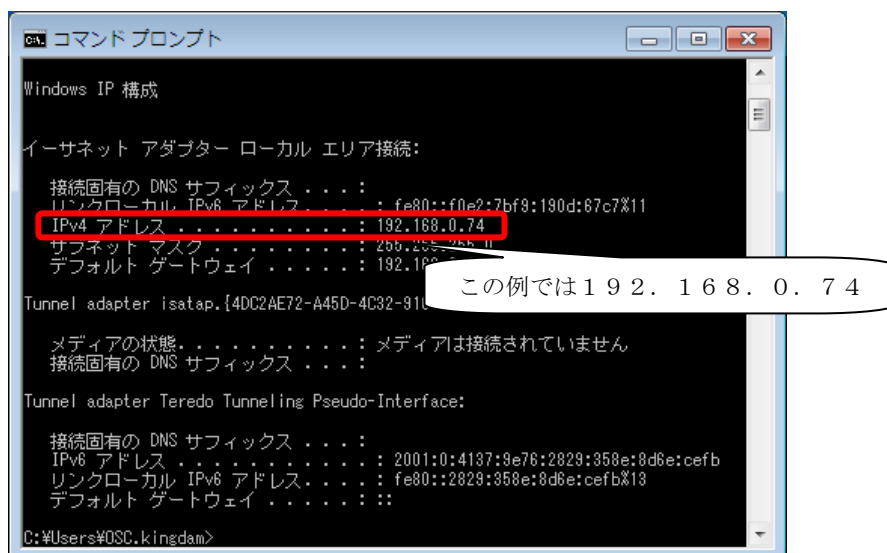 コマンド プロンプト
Windows IP 構成
イーサネット アダプター ローカル エリア接続:
接続固有の DNS サフィックス . . . :
リンクローカル IPv6 アドレス. . . . : fe80::f0e2:7bf9:190d:67c7%11
IPv4 アドレス . . . . . . . . . . : 192.168.0.74
サブネット マスク . . . . . . . . : 255.255.255.0
デフォルト ゲートウェイ . . . . . : 192.168
この例では192.168.0.74
Tunnel adapter isatap.{4DC2AE72-A45D-4C32-91
メディアの状態. . . . . . . . . . : メディアは接続されていません
接続固有の DNS サフィックス . . . :
Tunnel adapter Teredo Tunneling Pseudo-Interface:
接続固有の DNS サフィックス . . . :
IPv6 アドレス . . . . . . . . . . : 2001:0:4137:9e76:2829:358e:8d6e:cefb
リンクローカル IPv6 アドレス. . . . : fe80::2829:358e:8d6e:cefb%13
デフォルト ゲートウェイ . . . . . : ::
C:¥Users¥OSC.kingdam>